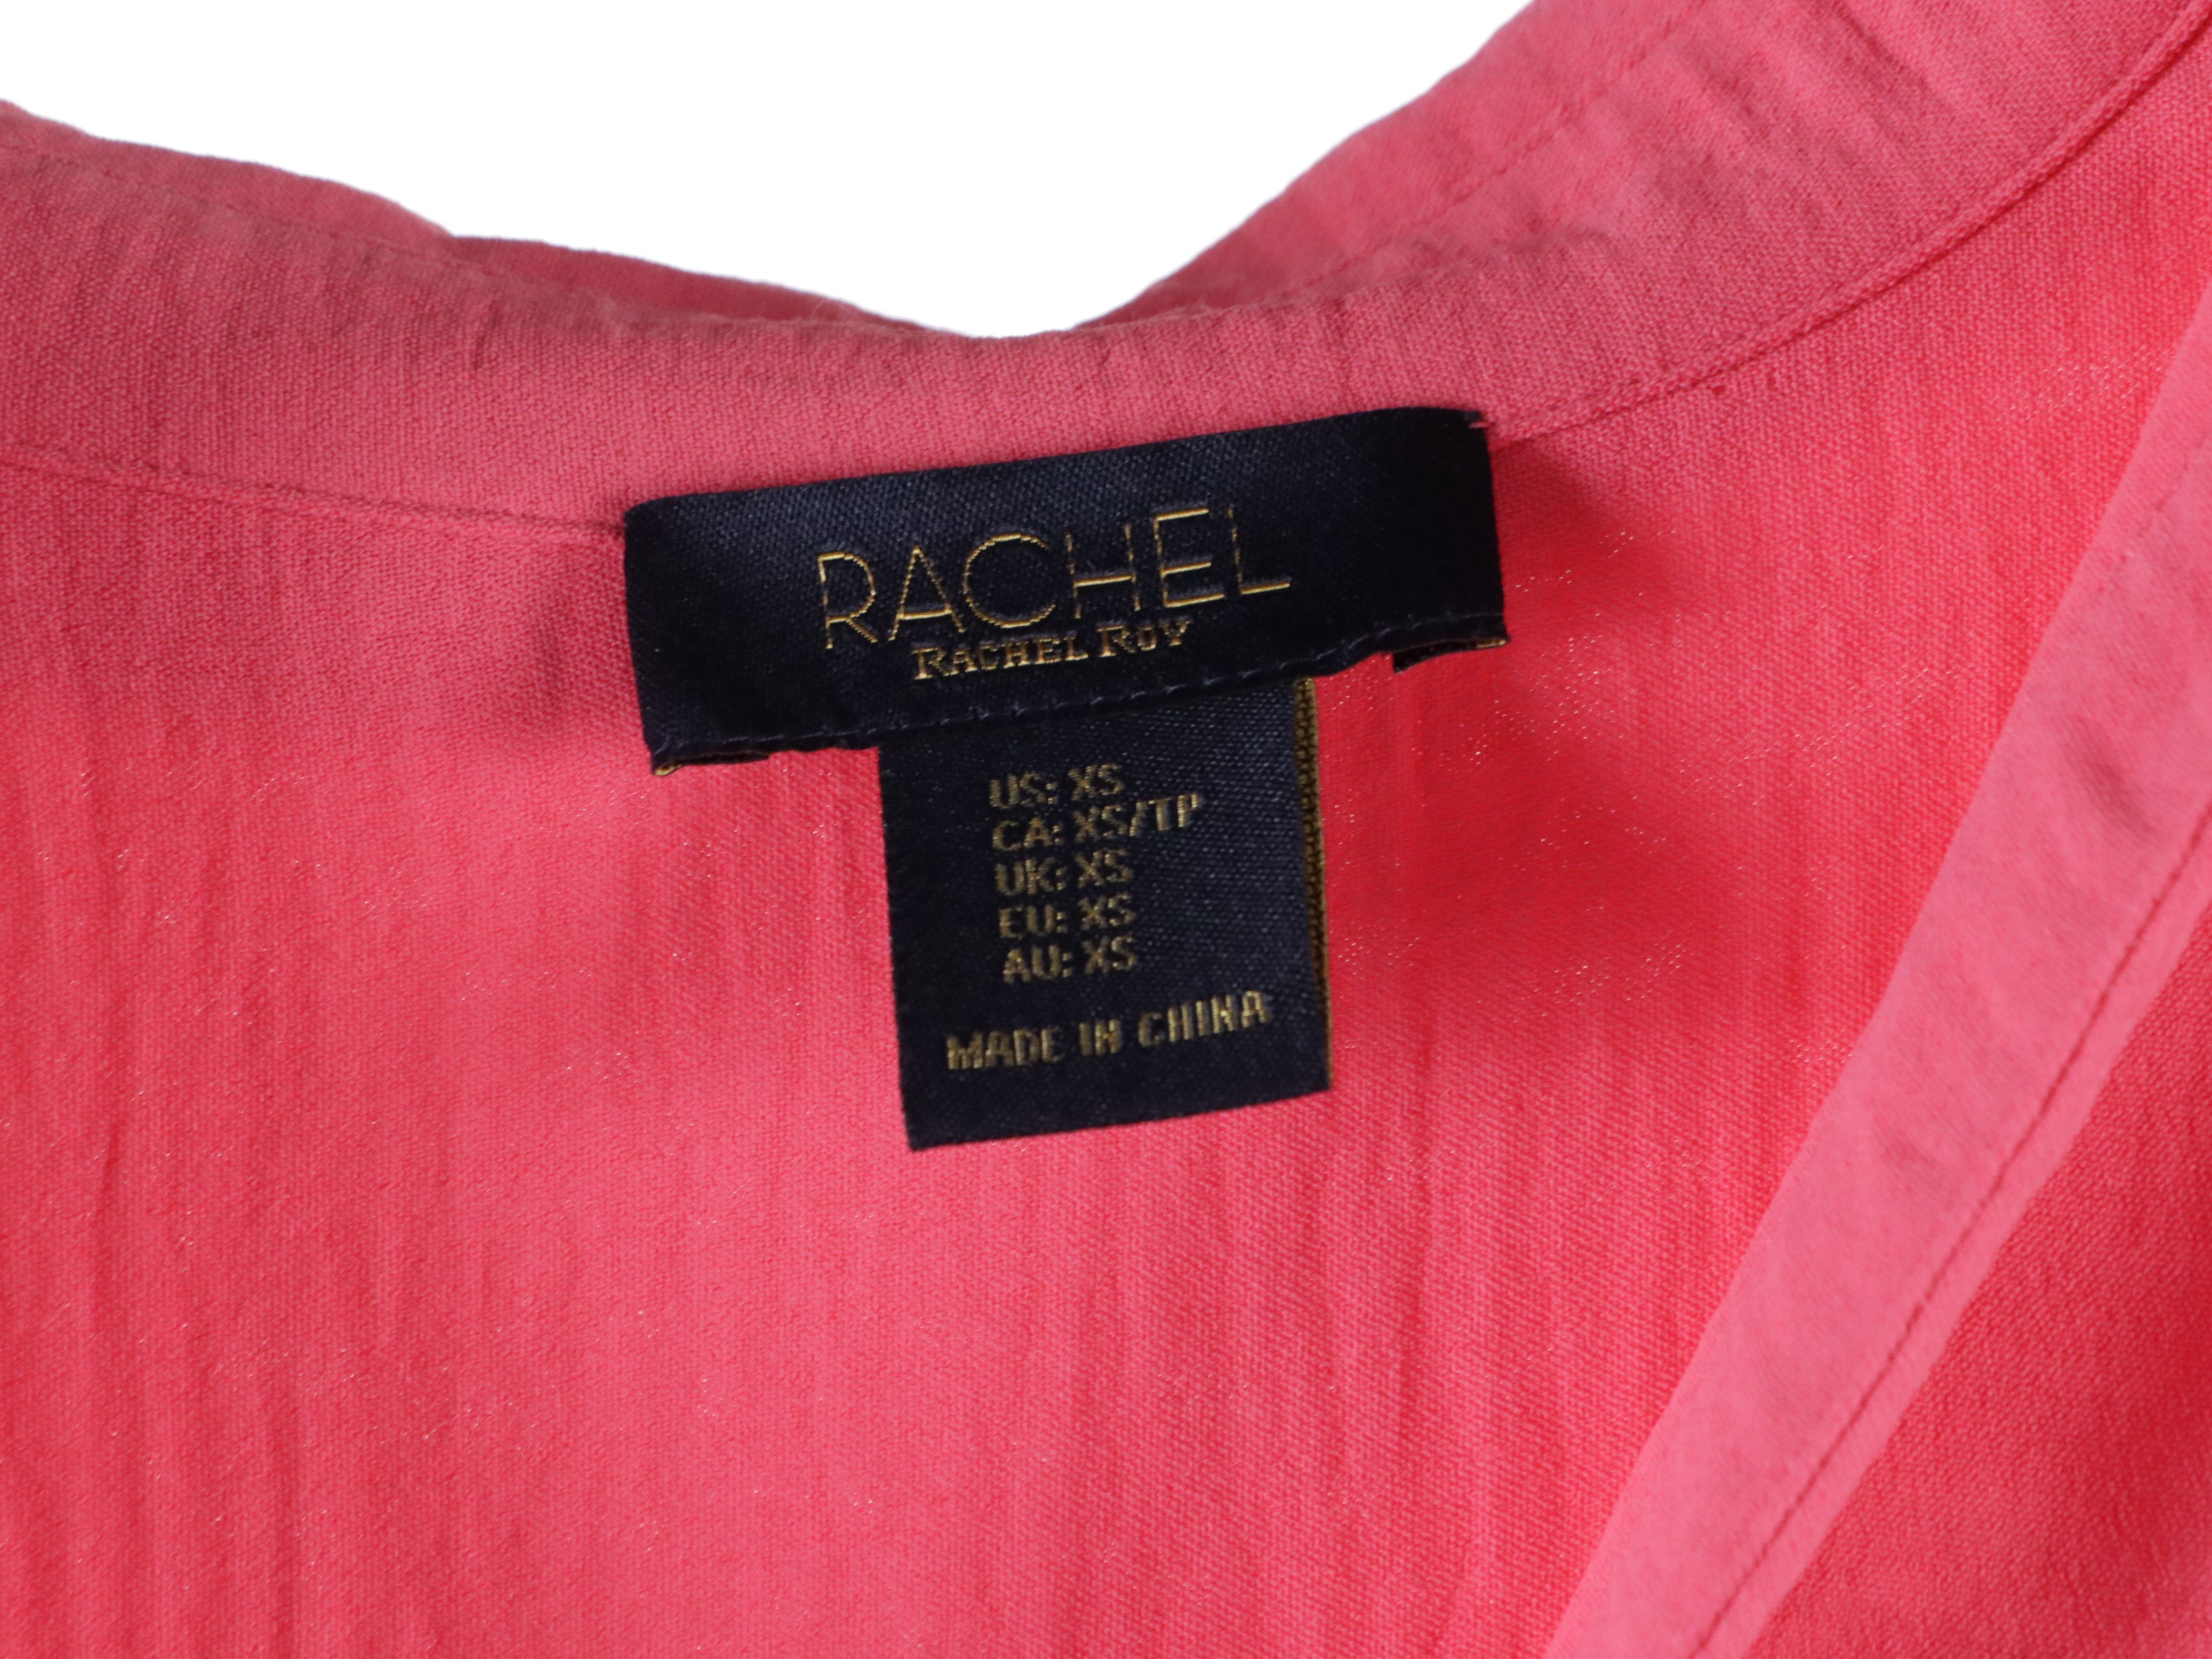 RACHEL
RACHEL ROY
US: XS
CA: XS/TP
UK: XS
EU: XS
AU: XS
MADE IN CHINA